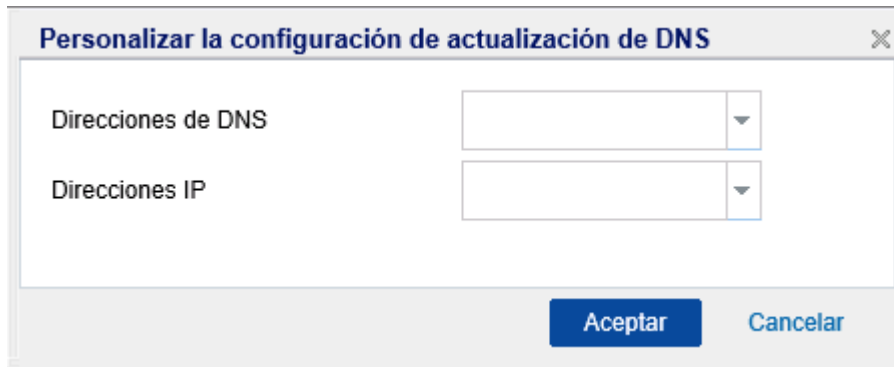 Personalizar la configuración de actualización de DNS
Direcciones de DNS
Direcciones IP
Aceptar Cancelar